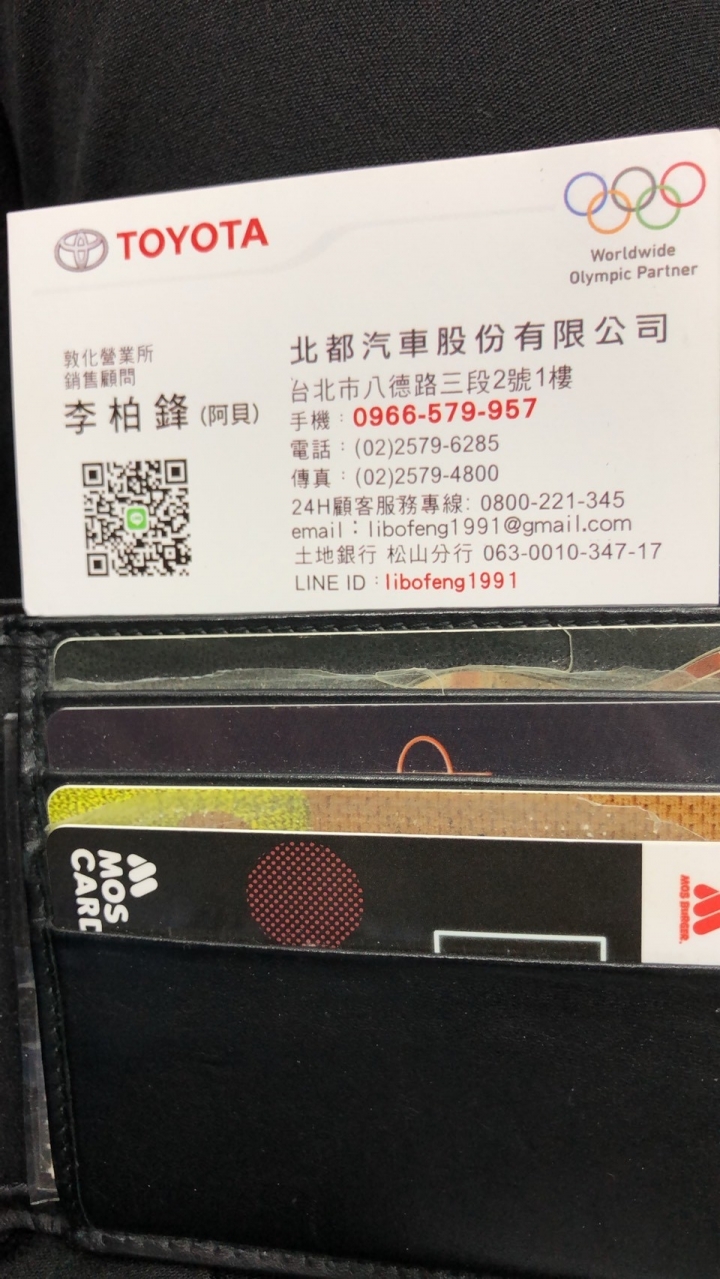 TOYOTA
Worldwide
Olympic Partner
敦化營業所
銷售顧問
李柏鋒(阿貝)
北都汽車股份有限公司
台北市八德路三段2號1樓
手機：0966-579-957
電話：(02)2579-6285
傳真：(02)2579-4800
24H顧客服務專線: 0800-221-345
email：libofeng1991@gmail.com
土地銀行 松山分行 063-0010-347-17
LINE ID：libofeng1991
MOS
CARD
MOS BURGER